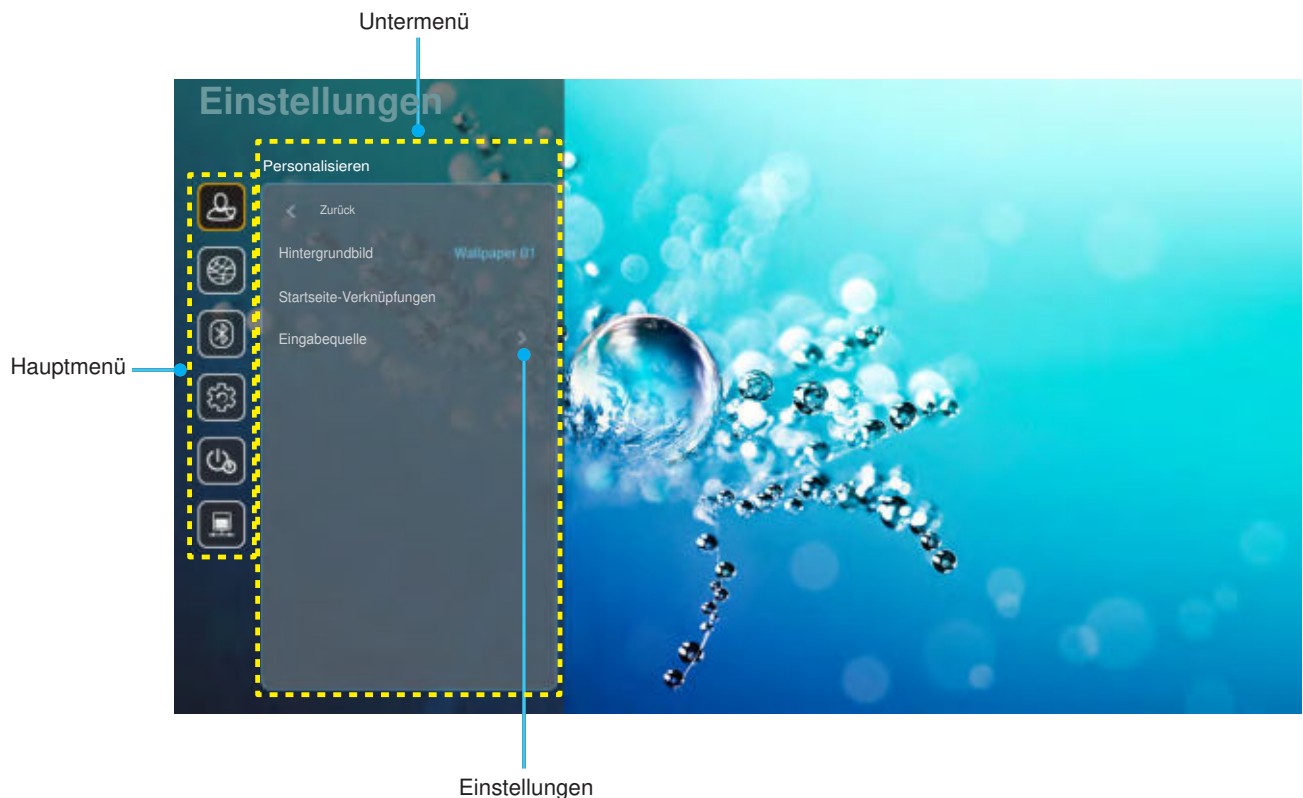 Untermenü
Einstellungen
Personalisieren
Zurück
Hintergrundbild Wallpaper 01
Startseite-Verknüpfungen
Eingabequelle
Hauptmenü
Einstellungen